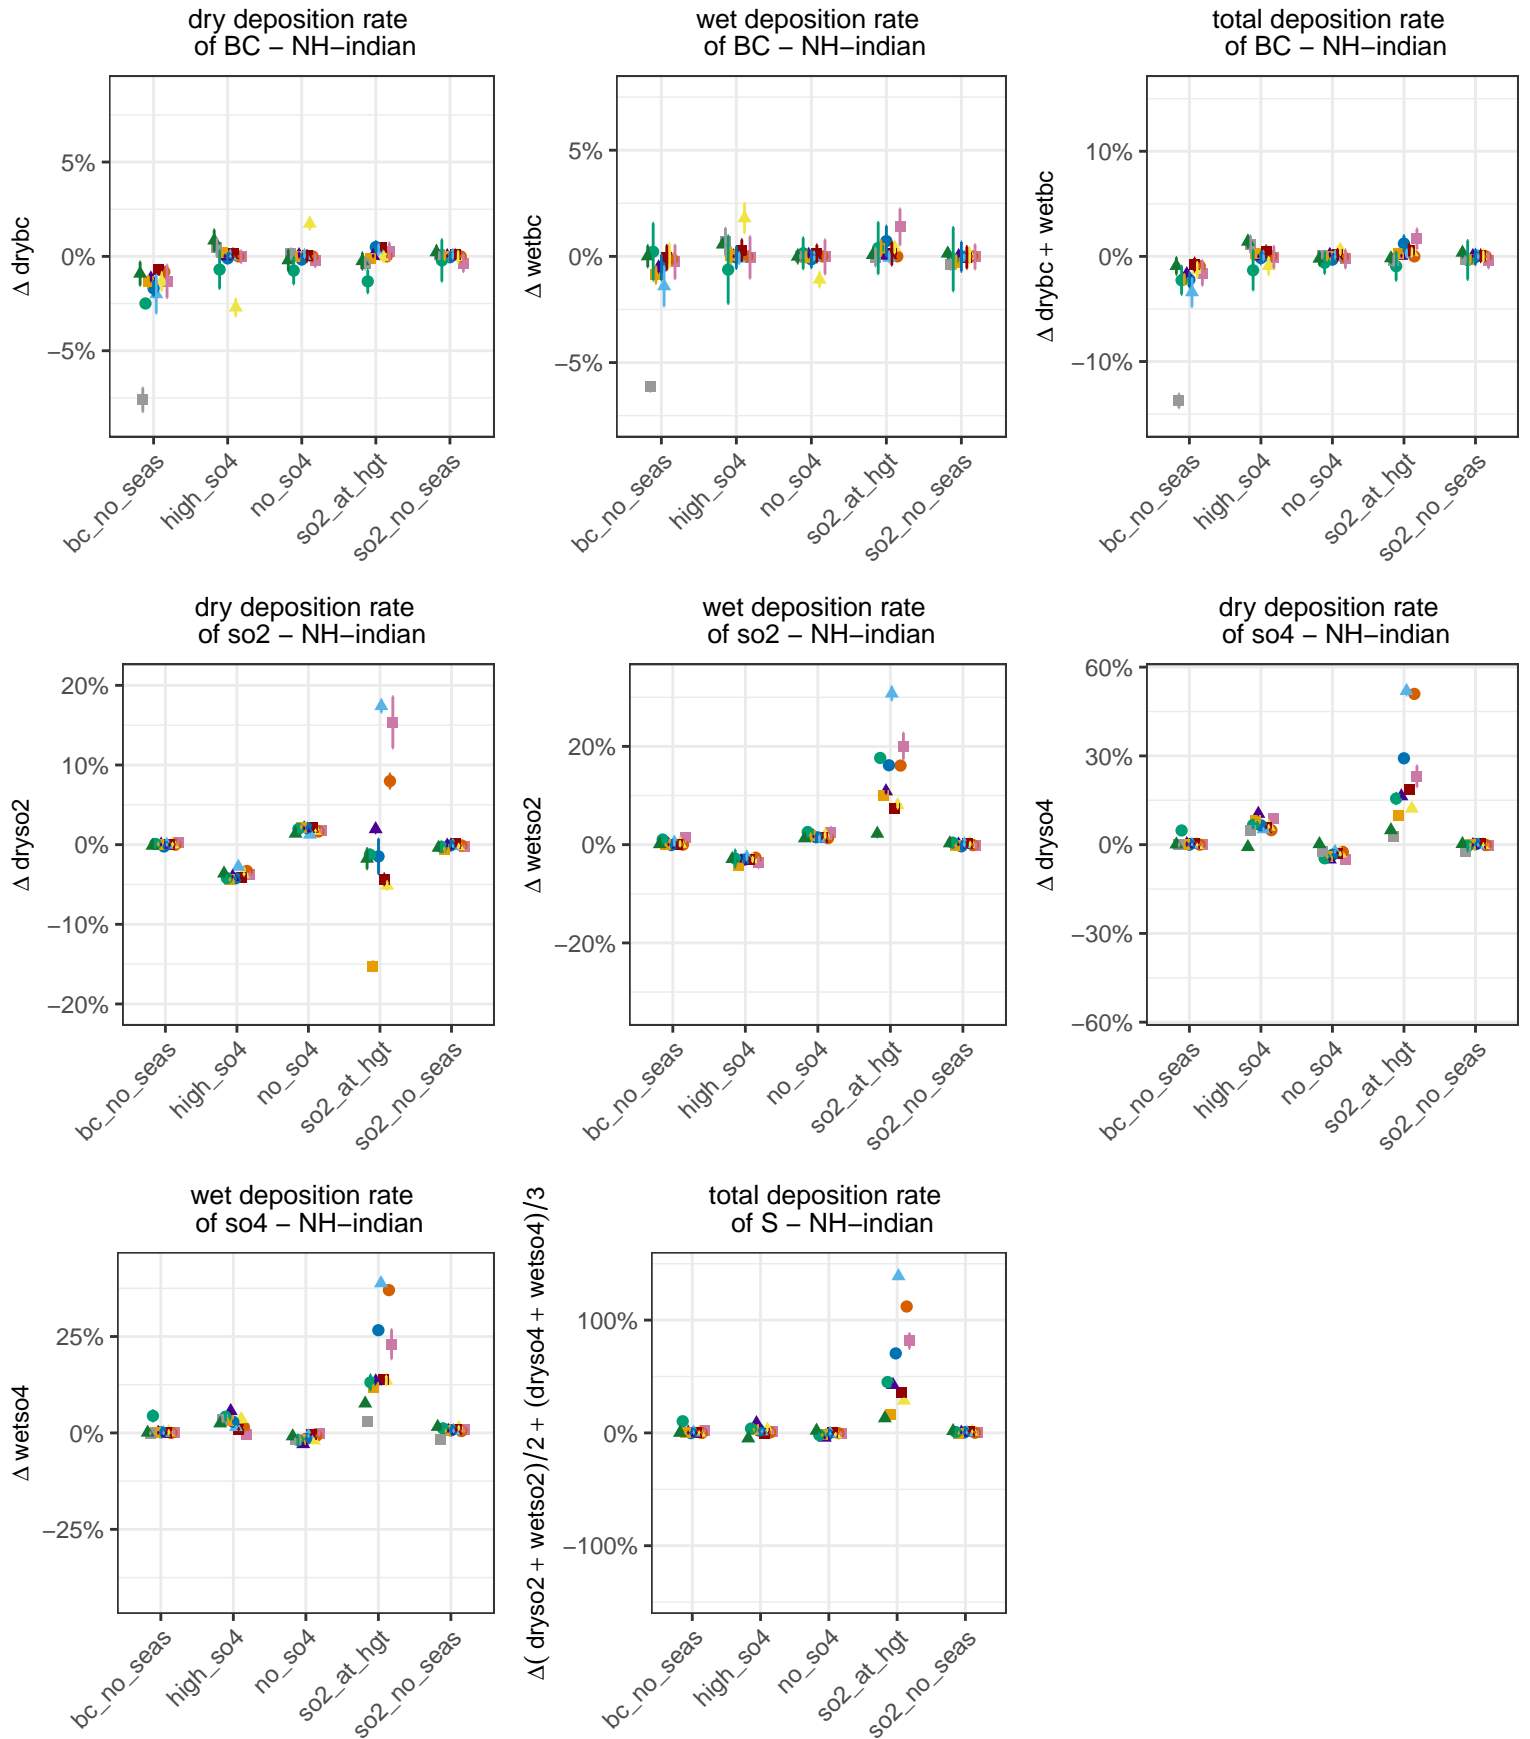 dry deposition rate
of BC − NH−indian
Δ drybc
5%
0%
−5%
bc_no_seas
high_so4
no_so4
so2_at_hgt
so2_no_seas
wet deposition rate
of BC − NH−indian
Δ wetbc
5%
0%
−5%
bc_no_seas
high_so4
no_so4
so2_at_hgt
so2_no_seas
total deposition rate
of BC − NH−indian
Δ drybc + wetbc
10%
0%
−10%
bc_no_seas
high_so4
no_so4
so2_at_hgt
so2_no_seas
dry deposition rate
of so2 − NH−indian
Δ dryso2
20%
10%
0%
−10%
−20%
bc_no_seas
high_so4
no_so4
so2_at_hgt
so2_no_seas
wet deposition rate
of so2 − NH−indian
Δ wetso2
20%
0%
−20%
bc_no_seas
high_so4
no_so4
so2_at_hgt
so2_no_seas
dry deposition rate
of so4 − NH−indian
Δ dryso4
60%
30%
0%
−30%
−60%
bc_no_seas
high_so4
no_so4
so2_at_hgt
so2_no_seas
wet deposition rate
of so4 − NH−indian
Δ wetso4
25%
0%
−25%
bc_no_seas
high_so4
no_so4
so2_at_hgt
so2_no_seas
total deposition rate
of S − NH−indian
Δ( dryso2 + wetso2)/2 + (dryso4 + wetso4)/3
100%
0%
−100%
bc_no_seas
high_so4
no_so4
so2_at_hgt
so2_no_seas